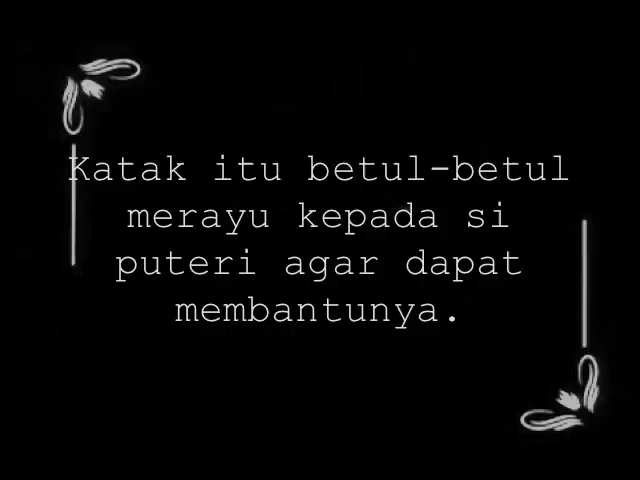 Katak itu betul-betul
merayu kepada si
puteri agar dapat
membantunya.